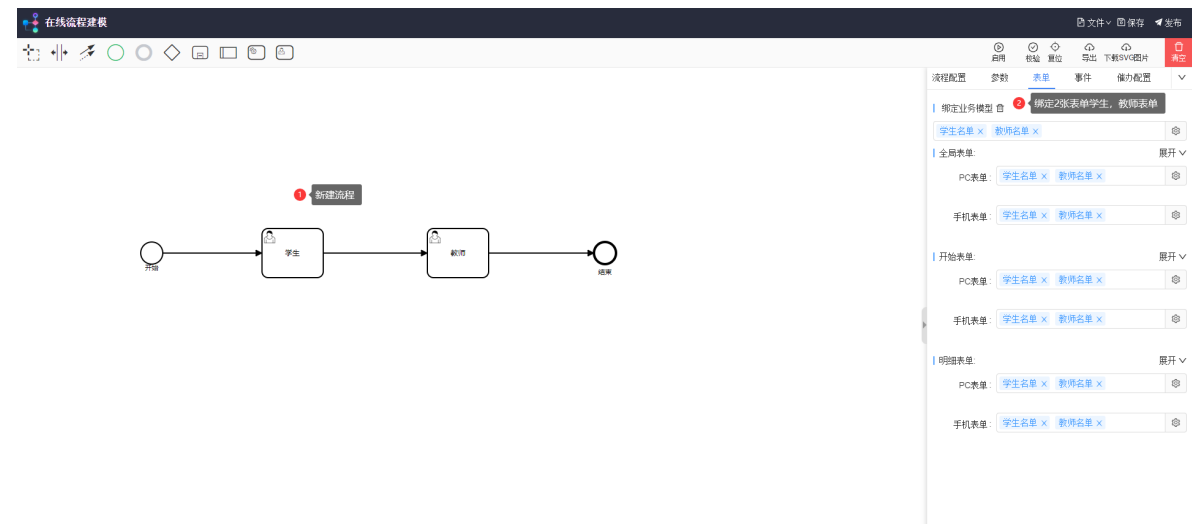 在线流程建模
文件 保存 发布
启用 校验 复位 导出 下载SVG图片 清空
流程配置 参数 表单 事件 催办配置
绑定业务模型 2 绑定2张表单学生，教师表单
学生名单 × 教师名单 ×
全局表单: 展开
PC表单: 学生名单 × 教师名单 ×
手机表单: 学生名单 × 教师名单 ×
1 新建流程
开始
学生
教师
结束
开始表单: 展开
PC表单: 学生名单 × 教师名单 ×
手机表单: 学生名单 × 教师名单 ×
明细表单: 展开
PC表单: 学生名单 × 教师名单 ×
手机表单: 学生名单 × 教师名单 ×